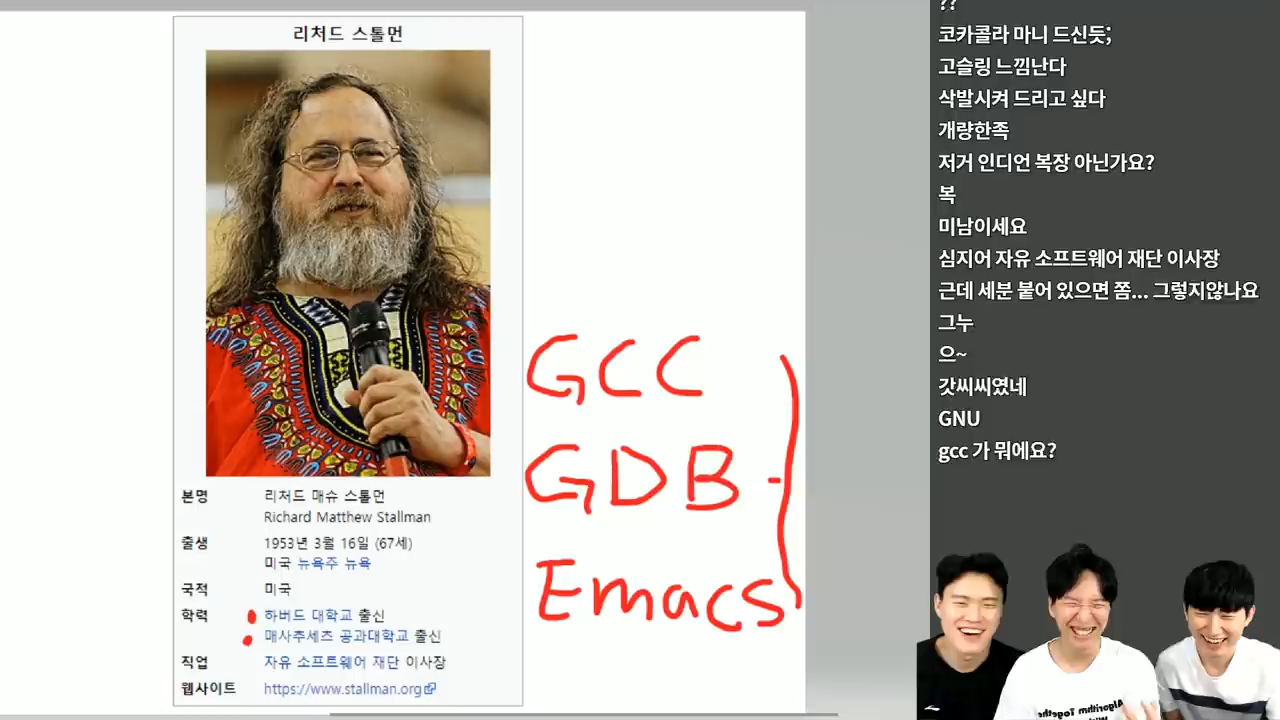 리처드 스톨먼
본명 리처드 매슈 스톨먼
Richard Matthew Stallman
출생 1953년 3월 16일 (67세)
미국 뉴욕주 뉴욕
국적 미국
학력 하버드 대학교 출신
매사추세츠 공과대학교 출신
직업 자유 소프트웨어 재단 이사장
웹사이트 https://www.stallman.org
GCC
GDB
Emacs
??
코카콜라 마니 드신듯;
고슬링 느낌난다
삭발시켜 드리고 싶다
개량한족
저거 인디언 복장 아닌가요?
복
미남이세요
심지어 자유 소프트웨어 재단 이사장
근데 세분 붙어 있으면 쫌... 그렇지않나요
그누
으~
갓씨씨였네
GNU
gcc 가 뭐에요?
Algorithm Togethe